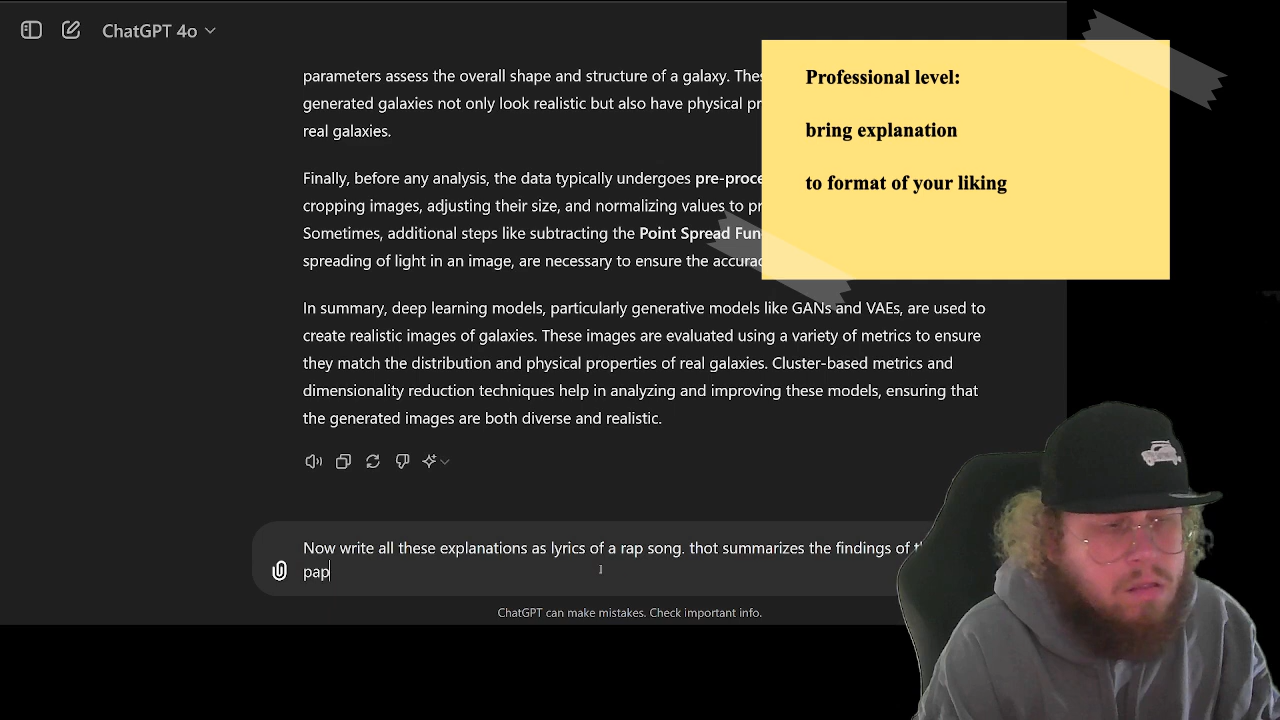 ChatGPT 4o
parameters assess the overall shape and structure of a galaxy.
generated galaxies not only look realistic but also have physical
real galaxies.
Finally, before any analysis, the data typically undergoes
cropping images, adjusting their size, and normalizing values to
Sometimes, additional steps like subtracting the Point Spread
spreading of light in an image, are necessary to ensure the
In summary, deep learning models, particularly generative models like GANs and VAEs, are used to
create realistic images of galaxies. These images are evaluated using a variety of metrics to ensure
they match the distribution and physical properties of real galaxies. Cluster-based metrics and
dimensionality reduction techniques help in analyzing and improving these models, ensuring that
the generated images are both diverse and realistic.
Now write all these explanations as lyrics of a rap song. thot summarizes the findings of
pap
ChatGPT can make mistakes. Check important info.
Professional level:
bring explanation
to format of your liking